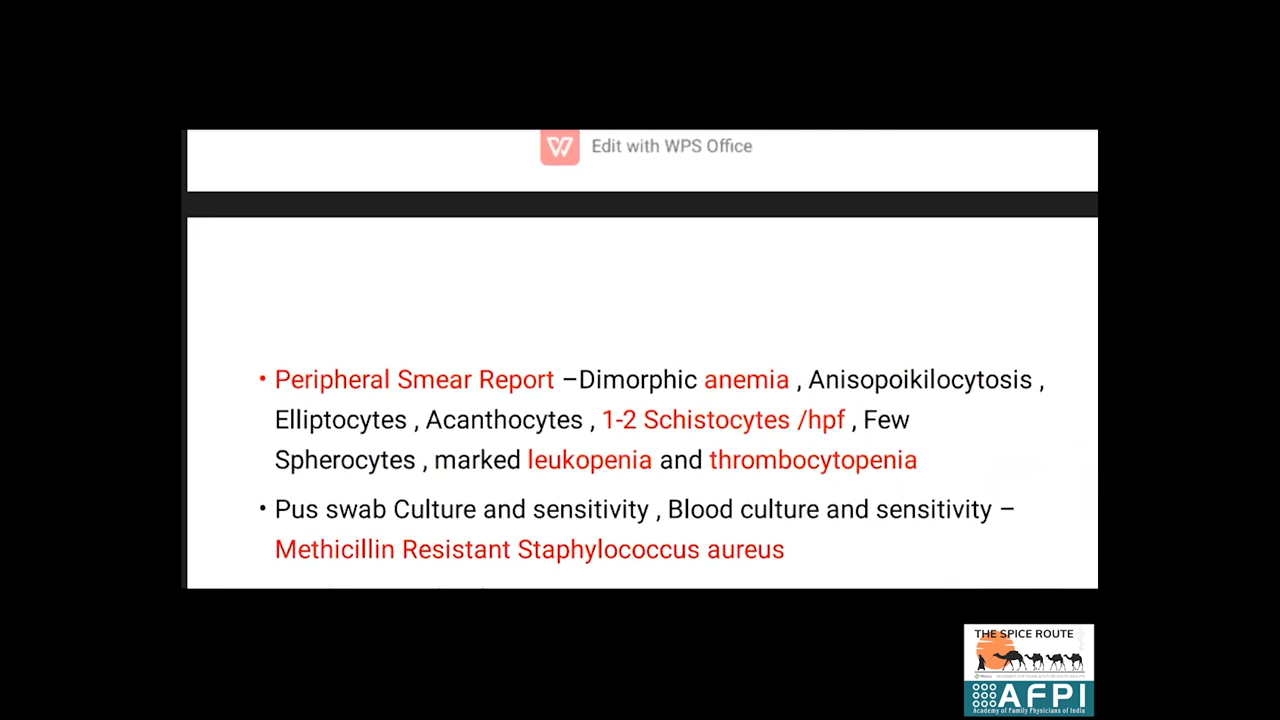 Edit with WPS Office
• Peripheral Smear Report –Dimorphic anemia , Anisopoikilocytosis ,
Elliptocytes , Acanthocytes , 1-2 Schistocytes /hpf , Few
Spherocytes , marked leukopenia and thrombocytopenia
• Pus swab Culture and sensitivity , Blood culture and sensitivity –
Methicillin Resistant Staphylococcus aureus
THE SPICE ROUTE
AFPI
Academy of Family Physicians of India